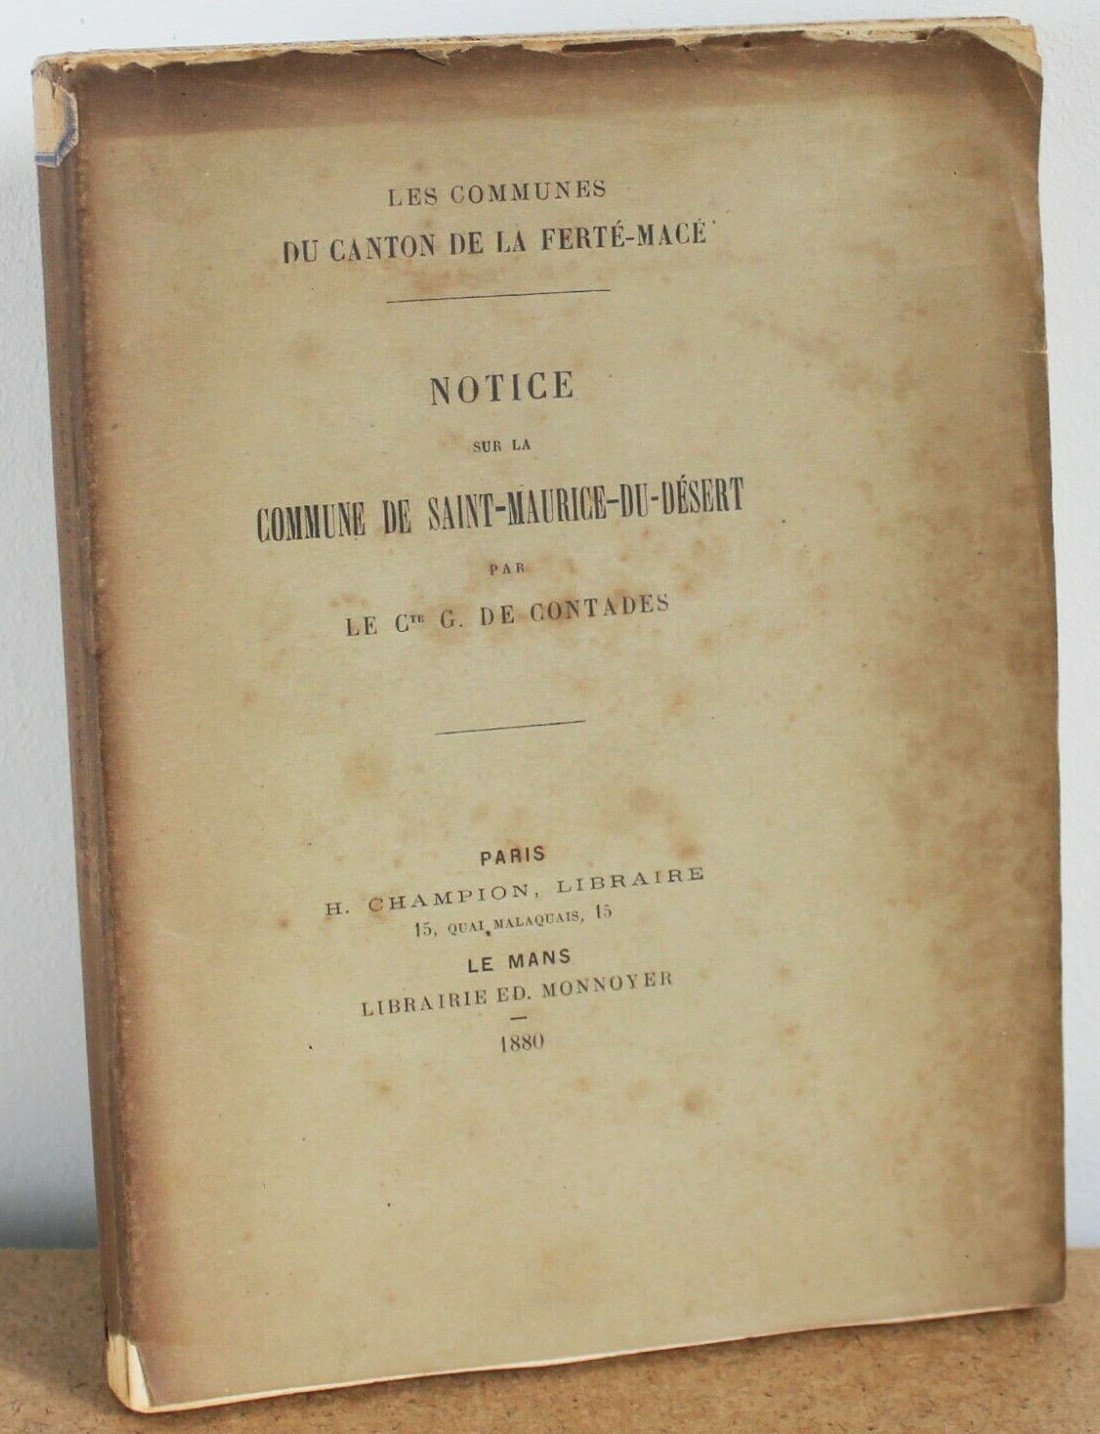 LES COMMUNES
DU CANTON DE LA FERTÉ-MACÉ
NOTICE
SUR LA
COMMUNE DE SAINT-MAURICE-DU-DÉSERT
PAR
LE CTE G. DE CONTADES
PARIS
H. CHAMPION, LIBRAIRE
15, QUAI MALAQUAIS, 15
LE MANS
LIBRAIRIE ED. MONNOYER
1880